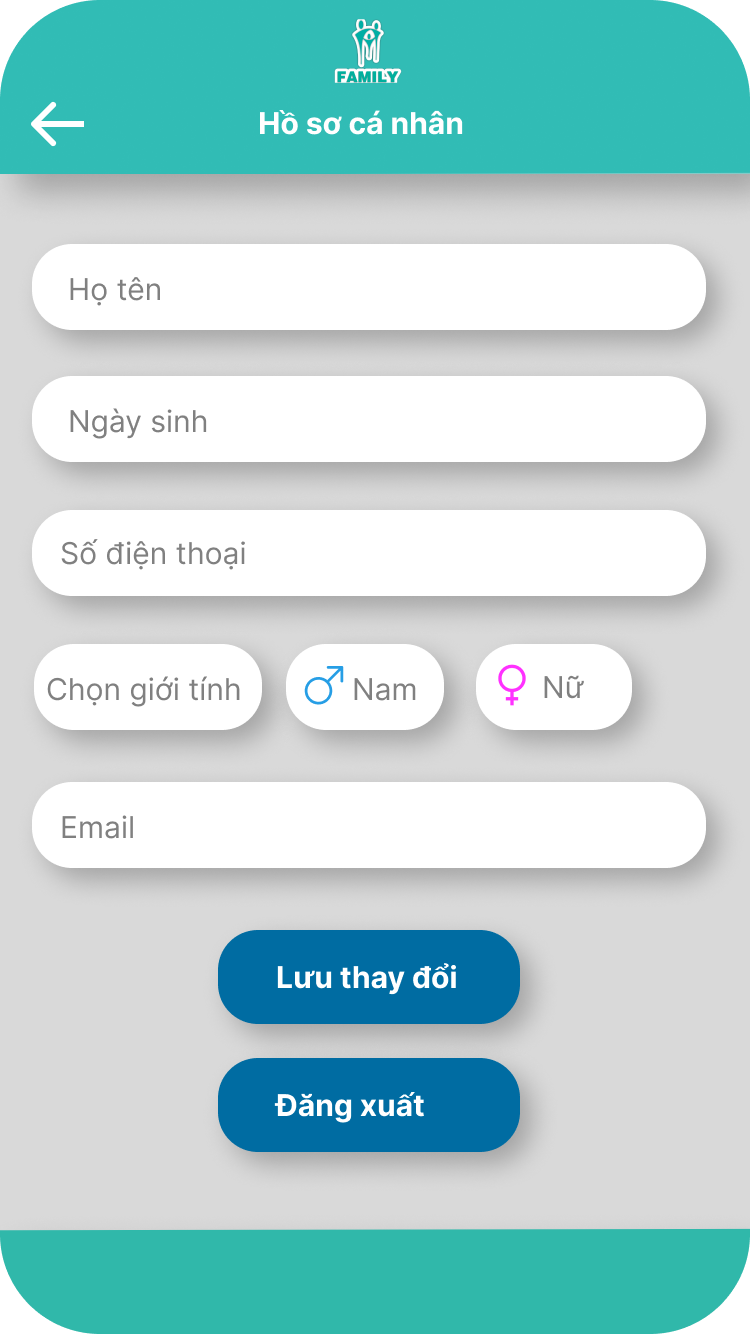 FAMILY
Hồ sơ cá nhân
Họ tên
Ngày sinh
Số điện thoại
Chọn giới tính
Nam
Nữ
Email
Lưu thay đổi
Đăng xuất